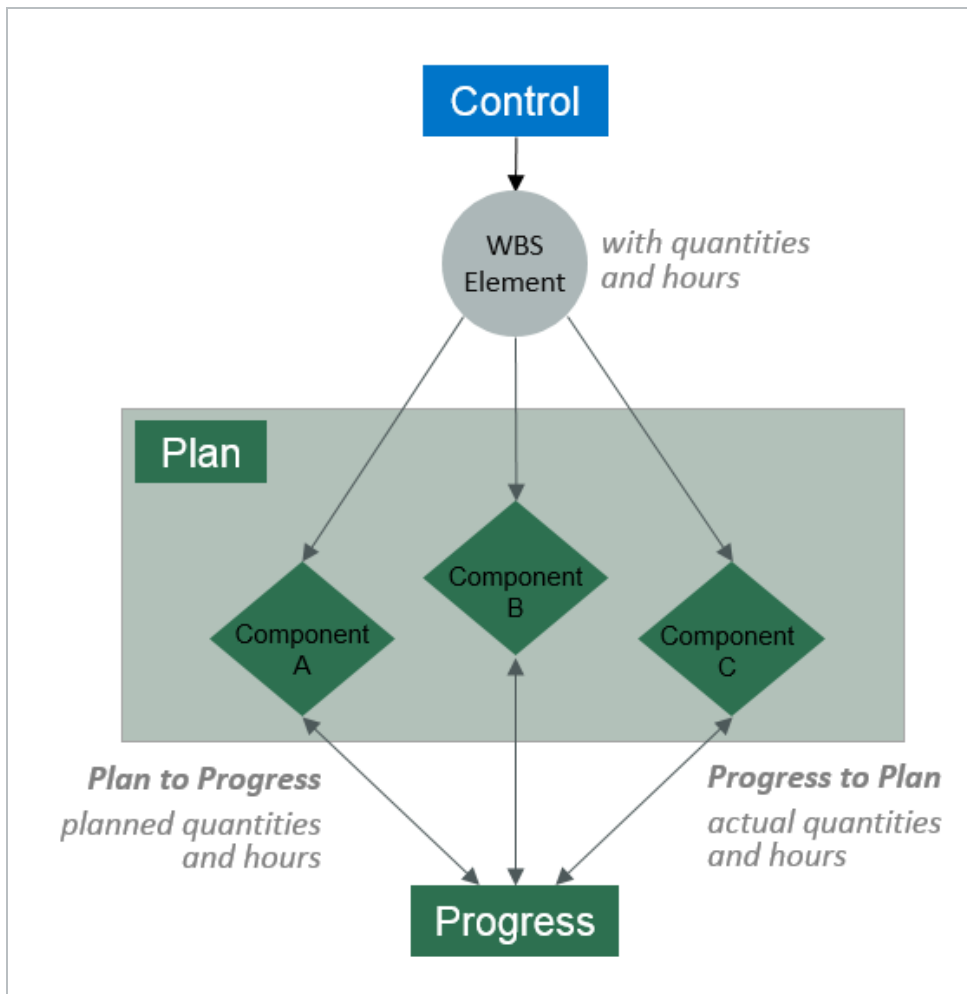 Control
WBS
Element
with quantities
and hours
Plan
Component
A
Component
B
Component
C
Plan to Progress
planned quantities
and hours
Progress to Plan
actual quantities
and hours
Progress